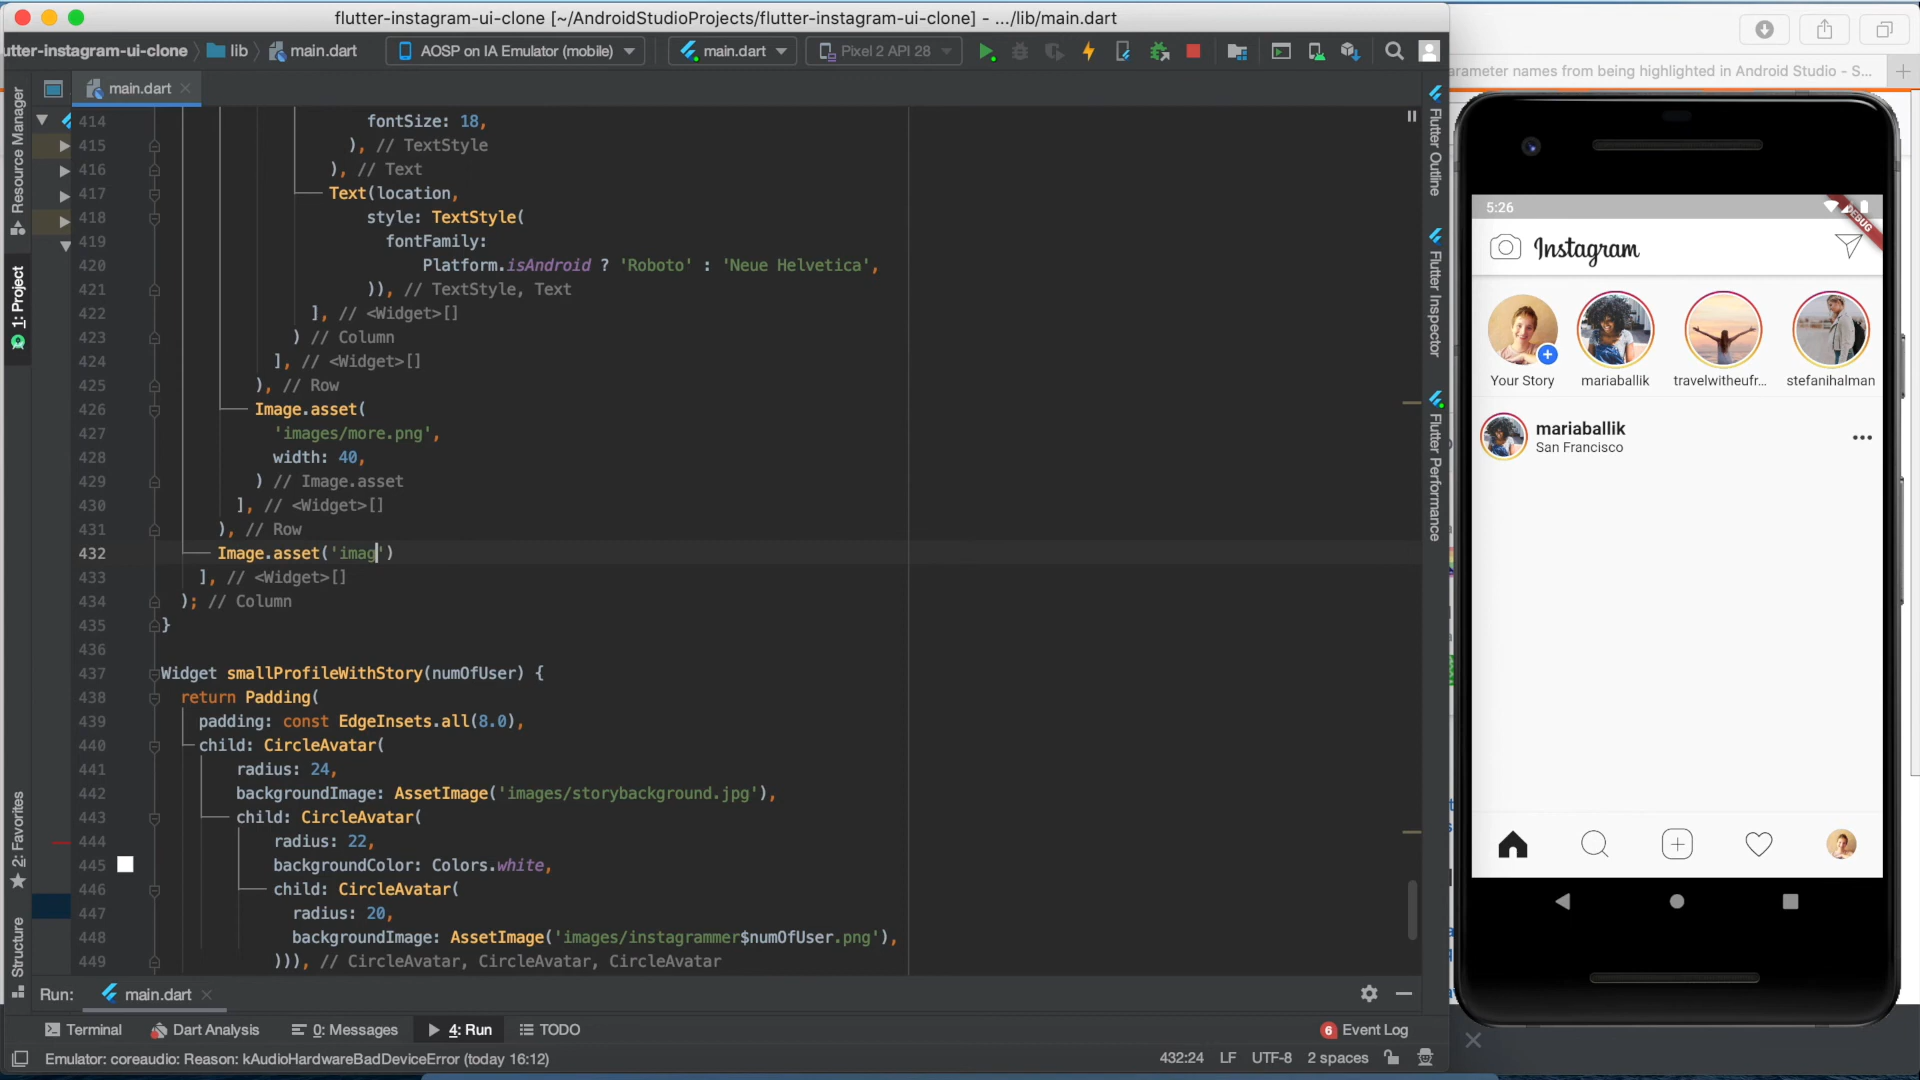 flutter-instagram-ui-clone [~/AndroidStudioProjects/flutter-instagram-ui-clone] - .../lib/main.dart
utter-instagram-ui-clone
lib
main.dart
AOSP on IA Emulator (mobile)
main.dart
Pixel 2 API 28
arameter names from being highlighted in Android Studio - S...
main.dart
Resource Manager
1: Project
2: Favorites
Structure
Flutter Outline
Flutter Inspector
Flutter Performance
414 fontSize: 18,
415 ), // TextStyle
416 ), // Text
417 Text(location,
418 style: TextStyle(
419 fontFamily:
420 Platform.isAndroid ? 'Roboto' : 'Neue Helvetica',
421 )), // TextStyle, Text
422 ], // <Widget>[]
423 ) // Column
424 ], // <Widget>[]
425 ), // Row
426 Image.asset(
427 'images/more.png',
428 width: 40,
429 ) // Image.asset
430 ], // <Widget>[]
431 ), // Row
432 Image.asset('imag')
433 ], // <Widget>[]
434 ); // Column
435 }
436
437 Widget smallProfileWithStory(numOfUser) {
438 return Padding(
439 padding: const EdgeInsets.all(8.0),
440 child: CircleAvatar(
441 radius: 24,
442 backgroundImage: AssetImage('images/storybackground.jpg'),
443 child: CircleAvatar(
444 radius: 22,
445 backgroundColor: Colors.white,
446 child: CircleAvatar(
447 radius: 20,
448 backgroundImage: AssetImage('images/instagrammer$numOfUser.png'),
449 ))), // CircleAvatar, CircleAvatar, CircleAvatar
Run: main.dart
Terminal
Dart Analysis
0: Messages
4: Run
TODO
6 Event Log
Emulator: coreaudio: Reason: kAudioHardwareBadDeviceError (today 16:12)
432:24 LF UTF-8 2 spaces
5:26
DEBUG
Instagram
Your Story
mariaballik
travelwitheufr...
stefanihalman
mariaballik
San Francisco